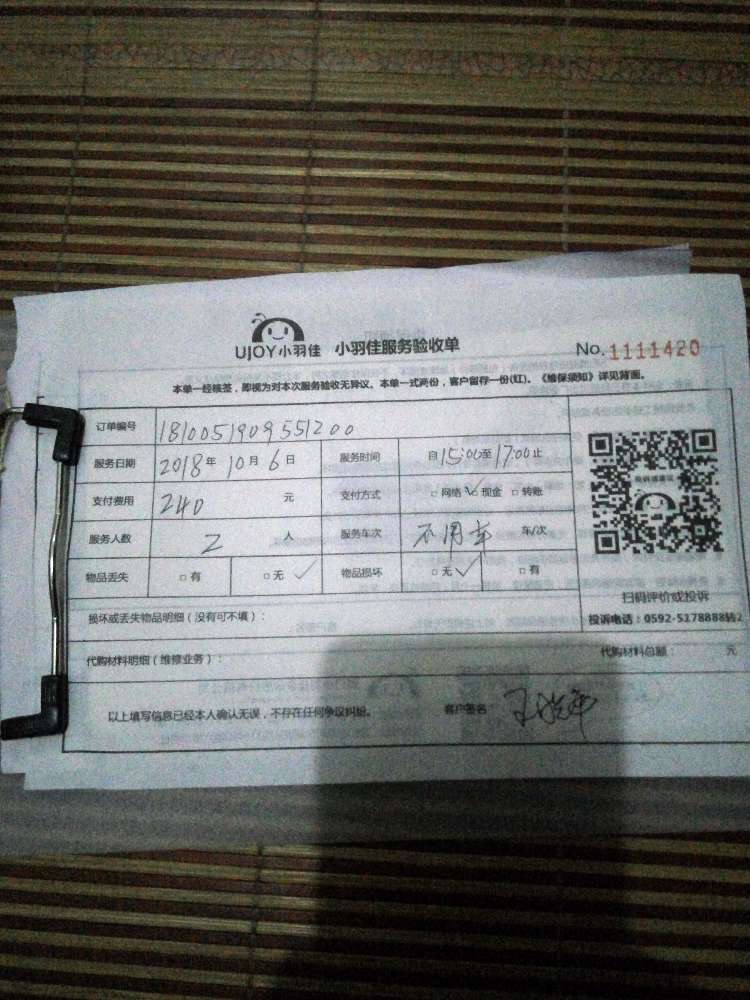 UJOY小羽佳 小羽佳服务验收单 No. 1111420
本单一经核签，即视为对本次服务验收无异议、本单一式两份，客户留存一份(红)。《维保须知》详见背面。
订单编号 1810051909551200
服务日期 2018年10月6日 服务时间 自15:00至17:00止
支付费用 240 元 支付方式 □网络 ✓□现金 □转账
服务人数 2 人 服务车次 不用车 车/次
物品丢失 □有 □无 ✓ 物品损坏 □无 ✓ □有
扫码评价或投诉
损坏或丢失物品明细（没有可不填）：
投诉电话：0592-5178888转2
代购材料明细（维修业务）： 代购材料总额： 元
以上填写信息已经本人确认无误，不存在任何争议纠纷。 客户签名